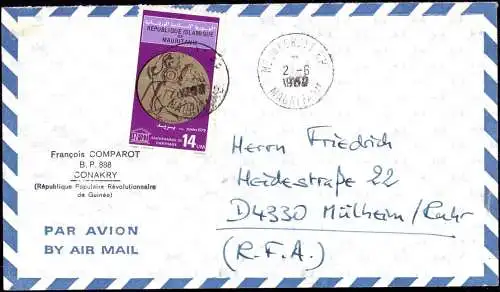 REPUBLIQUE ISLAMIQUE
DE
MAURITANIE
14 UM
2 -6
MAURITANIE
François COMPAROT
B. P. 888
CONAKRY
(République Populaire Révolutionnaire
de Guinée)
PAR AVION
BY AIR MAIL
Herrn Friedrich
Heidestraße 22
D4330 Mülheim/Ruhr
(R.F.A.)